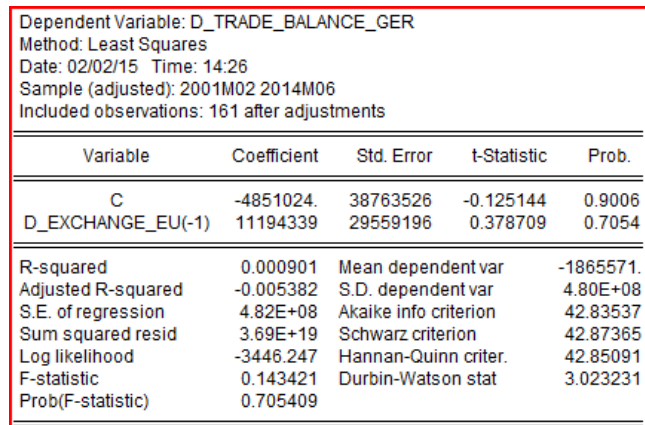 Dependent Variable: D_TRADE_BALANCE_GER
Method: Least Squares
Date: 02/02/15 Time: 14:26
Sample (adjusted): 2001M02 2014M06
Included observations: 161 after adjustments
Variable Coefficient Std. Error t-Statistic Prob.
C -4851024. 38763526 -0.125144 0.9006
D_EXCHANGE_EU(-1) 11194339 29559196 0.378709 0.7054
R-squared 0.000901 Mean dependent var -1865571.
Adjusted R-squared -0.005382 S.D. dependent var 4.80E+08
S.E. of regression 4.82E+08 Akaike info criterion 42.83537
Sum squared resid 3.69E+19 Schwarz criterion 42.87365
Log likelihood -3446.247 Hannan-Quinn criter. 42.85091
F-statistic 0.143421 Durbin-Watson stat 3.023231
Prob(F-statistic) 0.705409